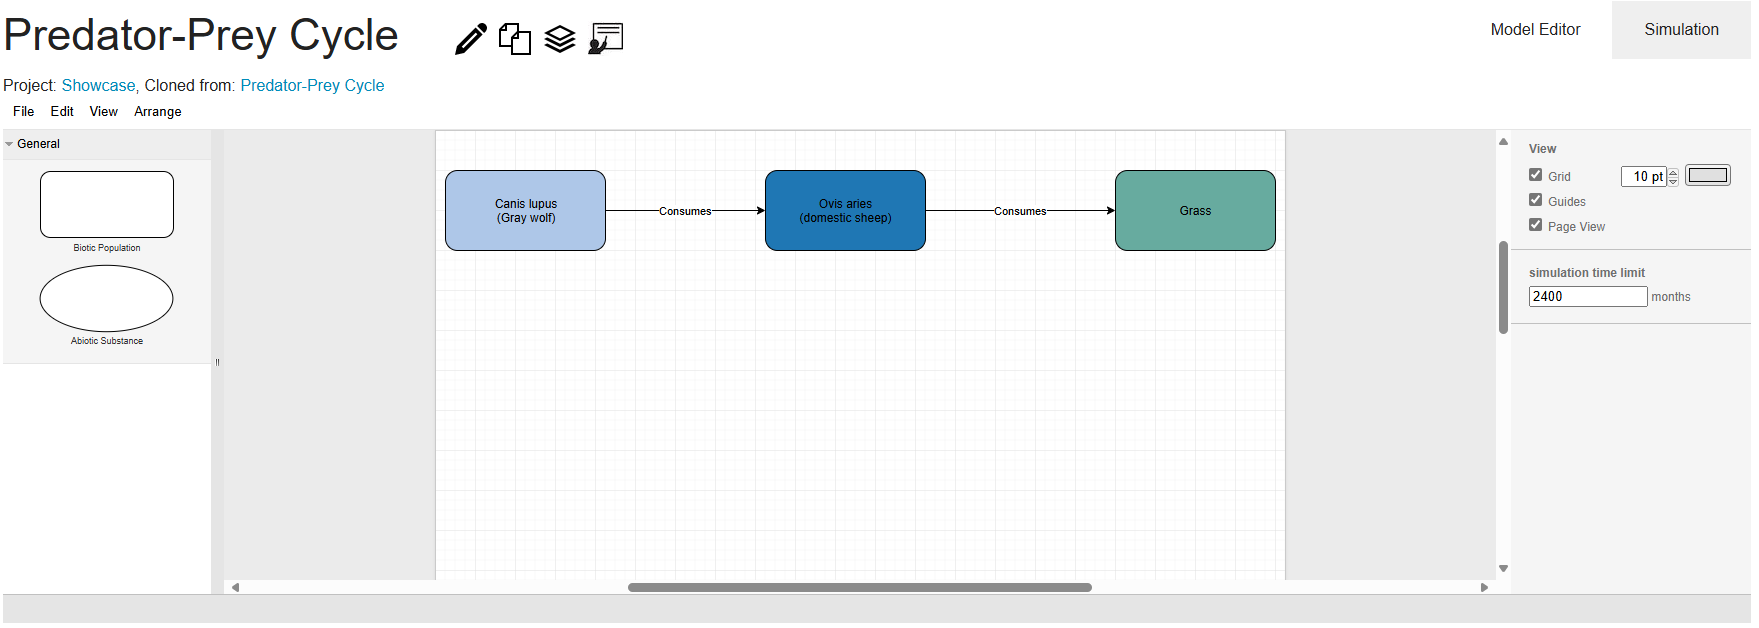 Predator-Prey Cycle
Model Editor
Simulation
Project: Showcase, Cloned from: Predator-Prey Cycle
File Edit View Arrange
General
Biotic Population
Abiotic Substance
Canis lupus
(Gray wolf)
Consumes
Ovis aries
(domestic sheep)
Consumes
Grass
View
Grid 10 pt
Guides
Page View
simulation time limit
2400 months